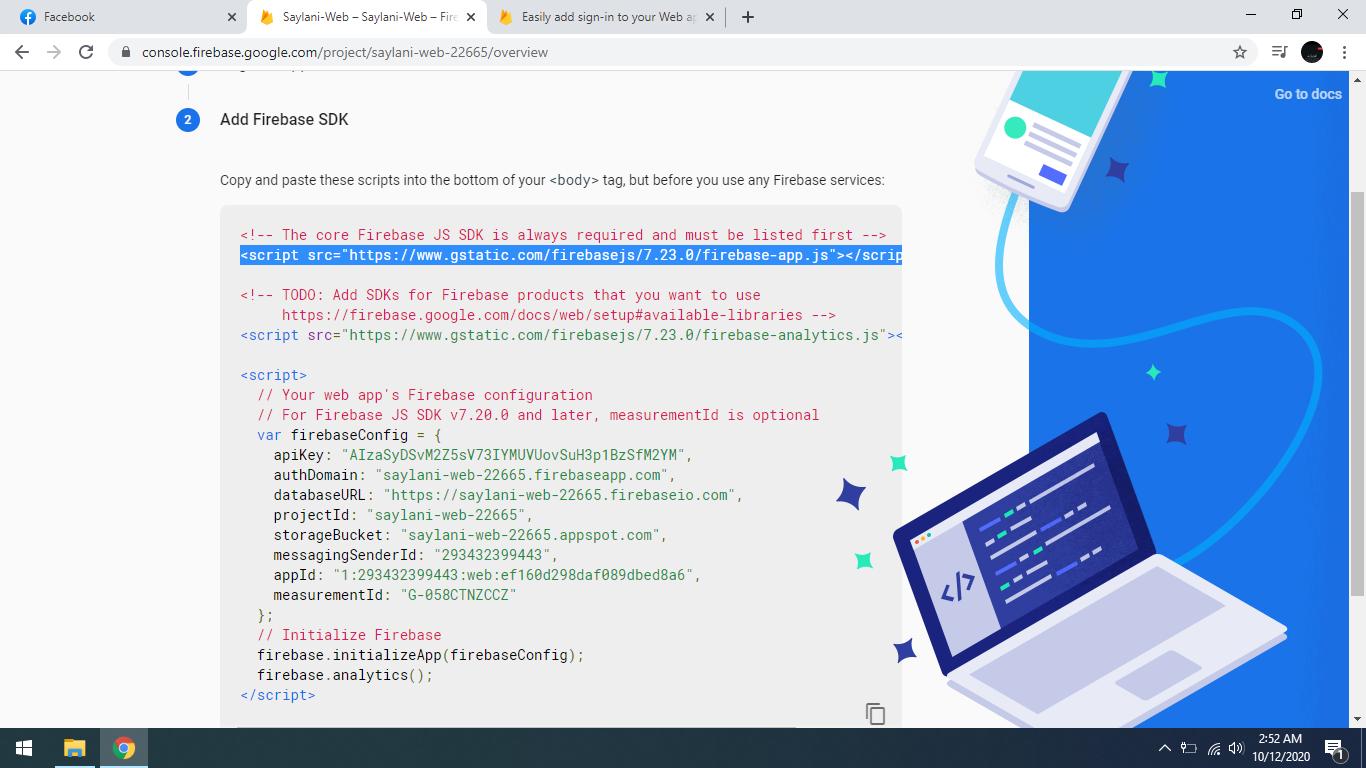 Facebook
Saylani-Web – Saylani-Web – Fire
Easily add sign-in to your Web ap
console.firebase.google.com/project/saylani-web-22665/overview
Go to docs
2
Add Firebase SDK
Copy and paste these scripts into the bottom of your <body> tag, but before you use any Firebase services:
<!-- The core Firebase JS SDK is always required and must be listed first -->
<script src="https://www.gstatic.com/firebasejs/7.23.0/firebase-app.js"></scrip
<!-- TODO: Add SDKs for Firebase products that you want to use
https://firebase.google.com/docs/web/setup#available-libraries -->
<script src="https://www.gstatic.com/firebasejs/7.23.0/firebase-analytics.js"><
<script>
// Your web app's Firebase configuration
// For Firebase JS SDK v7.20.0 and later, measurementId is optional
var firebaseConfig = {
apiKey: "AIzaSyDSvM2Z5sV73IYMUVUovSuH3p1BzSfM2YM",
authDomain: "saylani-web-22665.firebaseapp.com",
databaseURL: "https://saylani-web-22665.firebaseio.com",
projectId: "saylani-web-22665",
storageBucket: "saylani-web-22665.appspot.com",
messagingSenderId: "293432399443",
appId: "1:293432399443:web:ef160d298daf089dbed8a6",
measurementId: "G-058CTNZCCZ"
};
// Initialize Firebase
firebase.initializeApp(firebaseConfig);
firebase.analytics();
</script>
</>
2:52 AM
10/12/2020
1